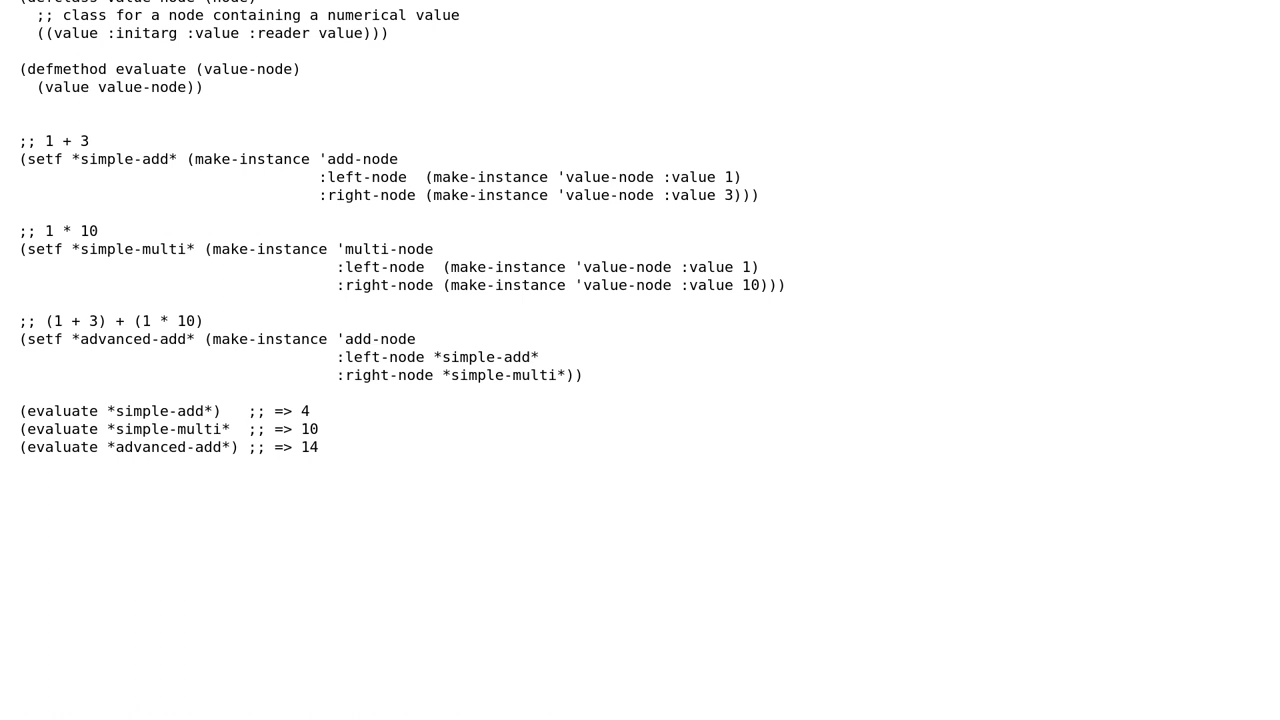 (defclass value-node (node)
  ;; class for a node containing a numerical value
  ((value :initarg :value :reader value)))

(defmethod evaluate (value-node)
  (value value-node))


;; 1 + 3
(setf *simple-add* (make-instance 'add-node
                                  :left-node  (make-instance 'value-node :value 1)
                                  :right-node (make-instance 'value-node :value 3)))

;; 1 * 10
(setf *simple-multi* (make-instance 'multi-node
                                    :left-node  (make-instance 'value-node :value 1)
                                    :right-node (make-instance 'value-node :value 10)))

;; (1 + 3) + (1 * 10)
(setf *advanced-add* (make-instance 'add-node
                                    :left-node *simple-add*
                                    :right-node *simple-multi*))

(evaluate *simple-add*)   ;; => 4
(evaluate *simple-multi*  ;; => 10
(evaluate *advanced-add*) ;; => 14